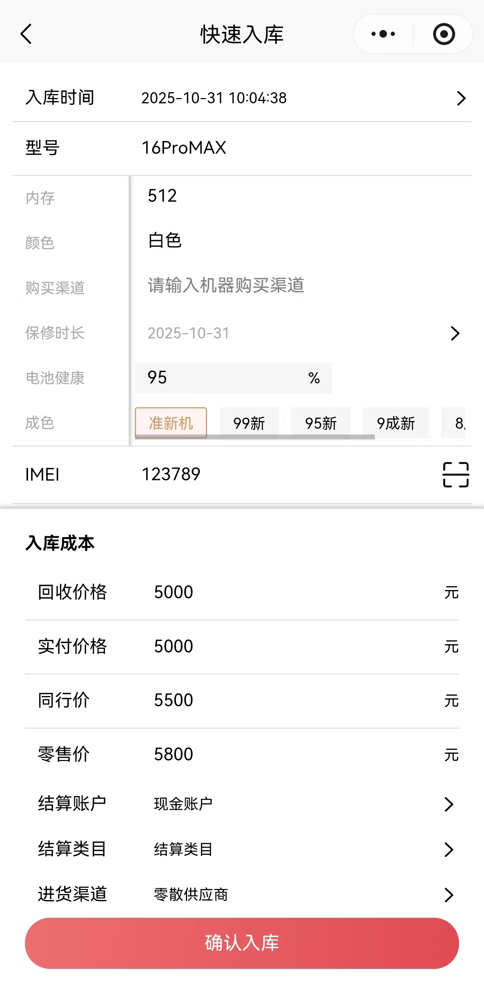 快速入库
入库时间 2025-10-31 10:04:38
型号 16ProMAX
内存 512
颜色 白色
购买渠道 请输入机器购买渠道
保修时长 2025-10-31
电池健康 95 %
成色 准新机 99新 95新 9成新 8
IMEI 123789
入库成本
回收价格 5000 元
实付价格 5000 元
同行价 5500 元
零售价 5800 元
结算账户 现金账户
结算类目 结算类目
进货渠道 零散供应商
确认入库